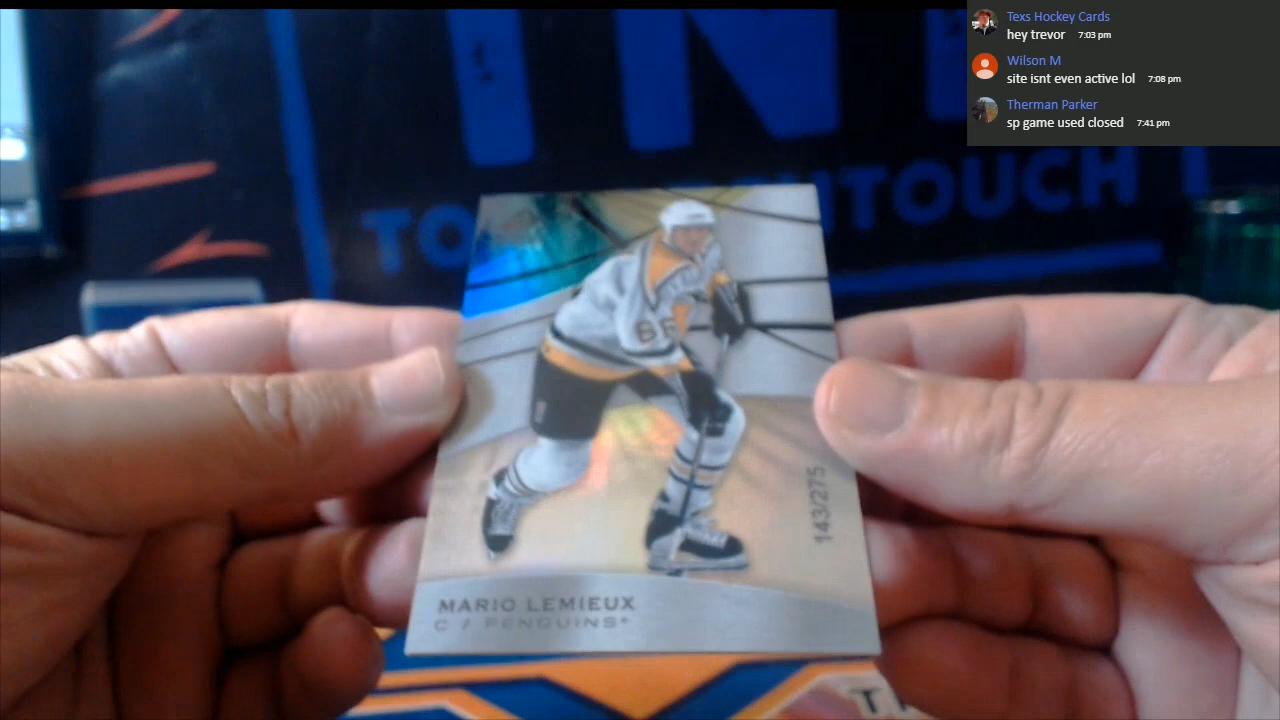 Texs Hockey Cards
hey trevor 7:03 pm
Wilson M
site isnt even active lol 7:08 pm
Therman Parker
sp game used closed 7:41 pm
66
143/275
MARIO LEMIEUX
C / PENGUINS*